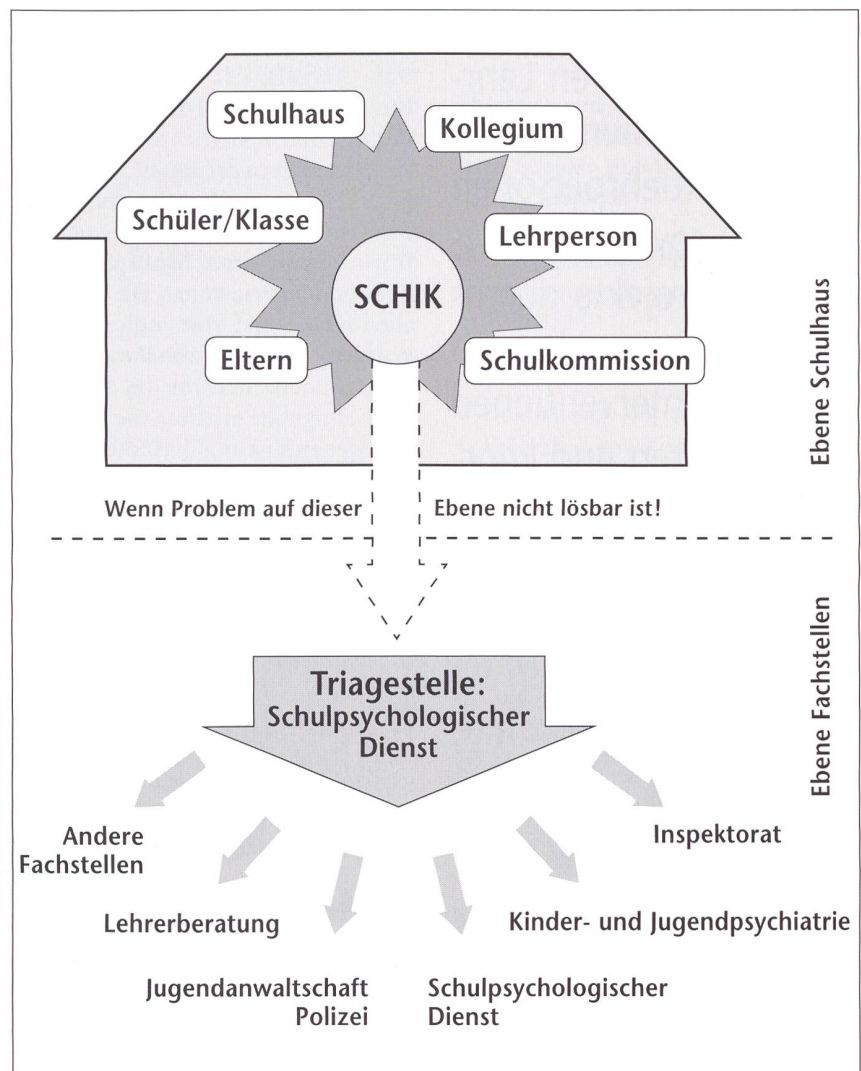 Schulhaus
Kollegium
Schüler/Klasse
Lehrperson
SCHIK
Eltern
Schulkommission
Ebene Schulhaus
Wenn Problem auf dieser Ebene nicht lösbar ist!
Ebene Fachstellen
Triagestelle:
Schulpsychologischer
Dienst
Andere
Fachstellen
Inspektorat
Lehrerberatung
Kinder- und Jugendpsychiatrie
Jugendanwaltschaft
Polizei
Schulpsychologischer
Dienst